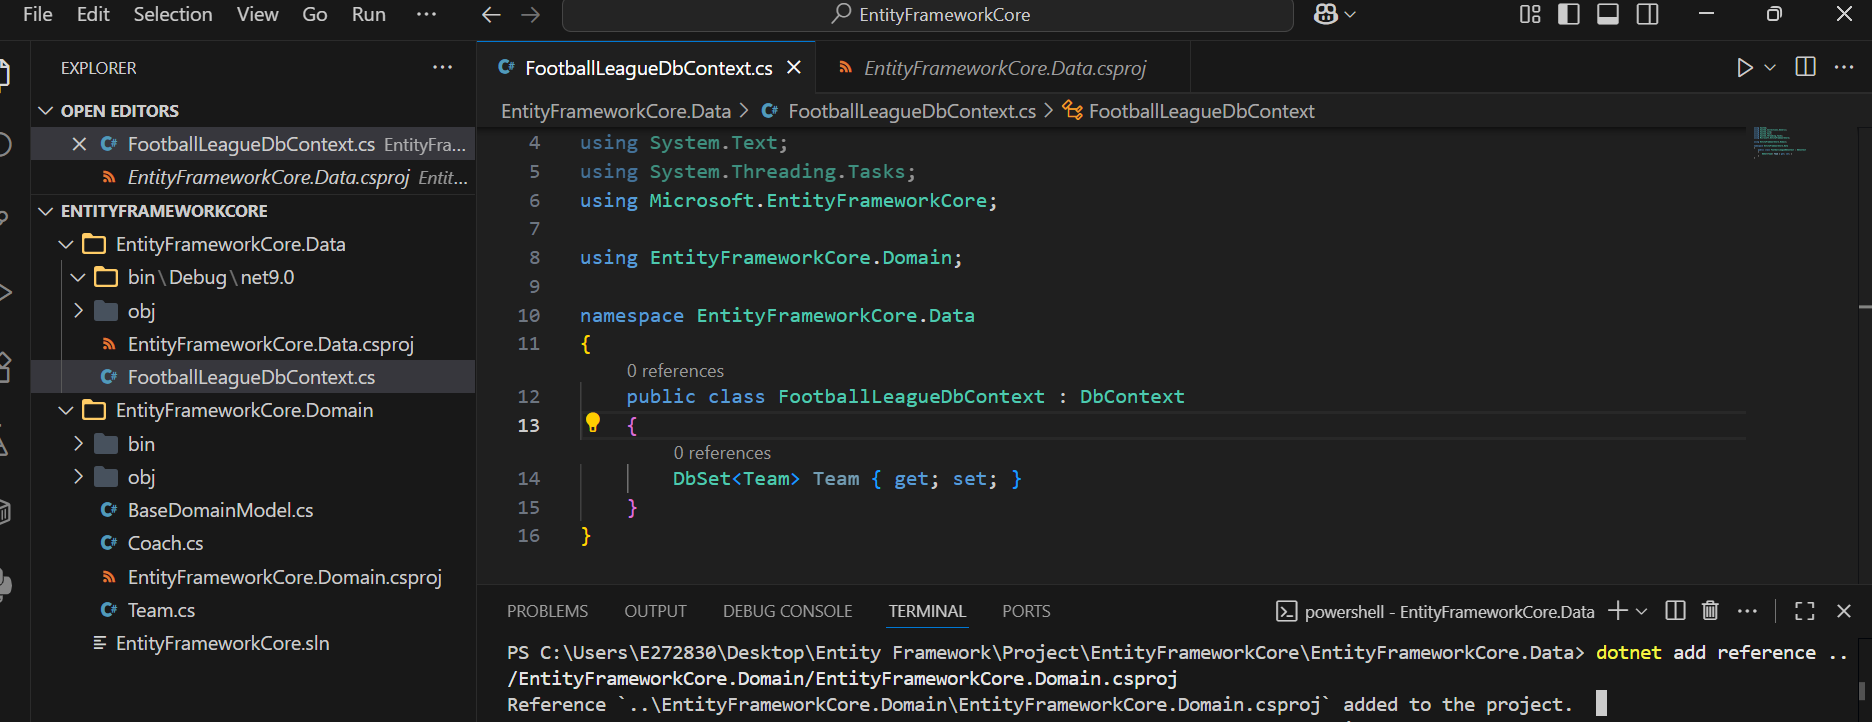 File Edit Selection View Go Run ···
EntityFrameworkCore
EXPLORER ···
OPEN EDITORS
FootballLeagueDbContext.cs EntityFra...
EntityFrameworkCore.Data.csproj Entit...
ENTITYFRAMEWORKCORE
EntityFrameworkCore.Data
bin\Debug\net9.0
obj
EntityFrameworkCore.Data.csproj
FootballLeagueDbContext.cs
EntityFrameworkCore.Domain
bin
obj
BaseDomainModel.cs
Coach.cs
EntityFrameworkCore.Domain.csproj
Team.cs
EntityFrameworkCore.sln
FootballLeagueDbContext.cs
EntityFrameworkCore.Data.csproj
EntityFrameworkCore.Data > FootballLeagueDbContext.cs > FootballLeagueDbContext
4 using System.Text;
5 using System.Threading.Tasks;
6 using Microsoft.EntityFrameworkCore;
7
8 using EntityFrameworkCore.Domain;
9
10 namespace EntityFrameworkCore.Data
11 {
0 references
12 public class FootballLeagueDbContext : DbContext
13 {
0 references
14 DbSet<Team> Team { get; set; }
15 }
16 }
PROBLEMS OUTPUT DEBUG CONSOLE TERMINAL PORTS
powershell - EntityFrameworkCore.Data
PS C:\Users\E272830\Desktop\Entity Framework\Project\EntityFrameworkCore\EntityFrameworkCore.Data> dotnet add reference ..
/EntityFrameworkCore.Domain/EntityFrameworkCore.Domain.csproj
Reference `..\EntityFrameworkCore.Domain\EntityFrameworkCore.Domain.csproj` added to the project.